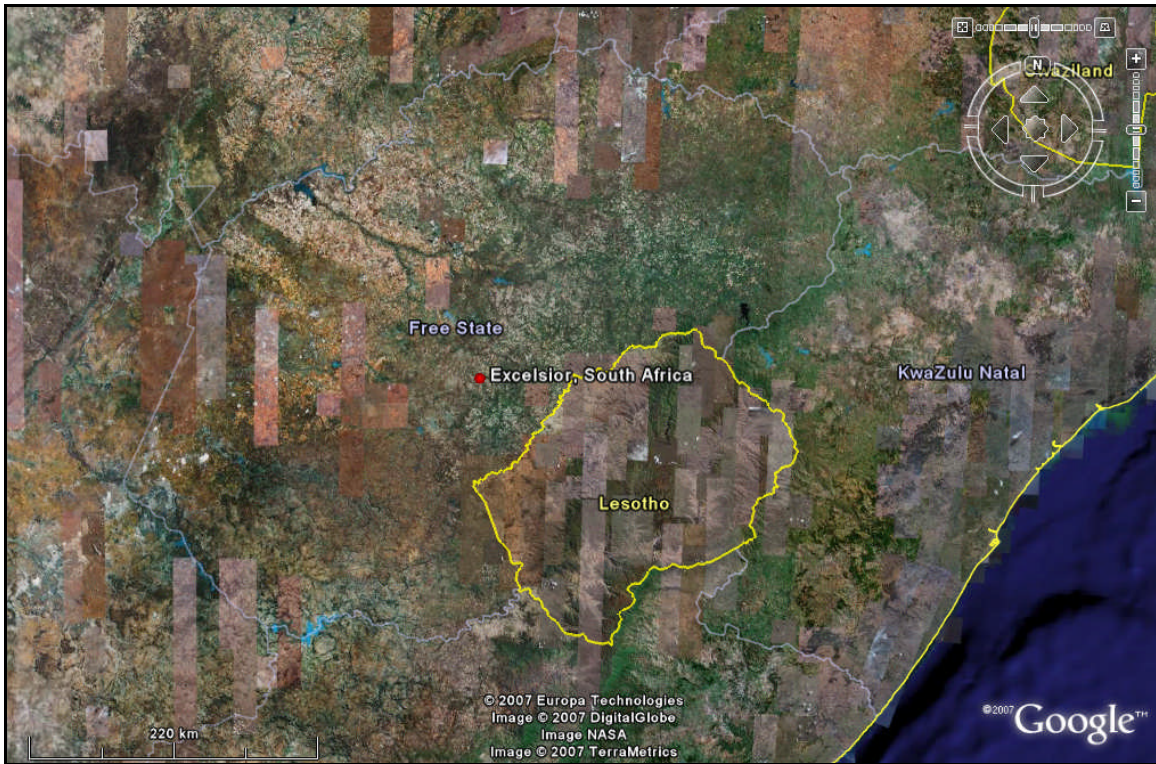 N
Swaziland
Free State
Excelsior, South Africa
KwaZulu Natal
Lesotho
© 2007 Europa Technologies
Image © 2007 DigitalGlobe
Image NASA
Image © 2007 TerraMetrics
220 km
©2007 Google™